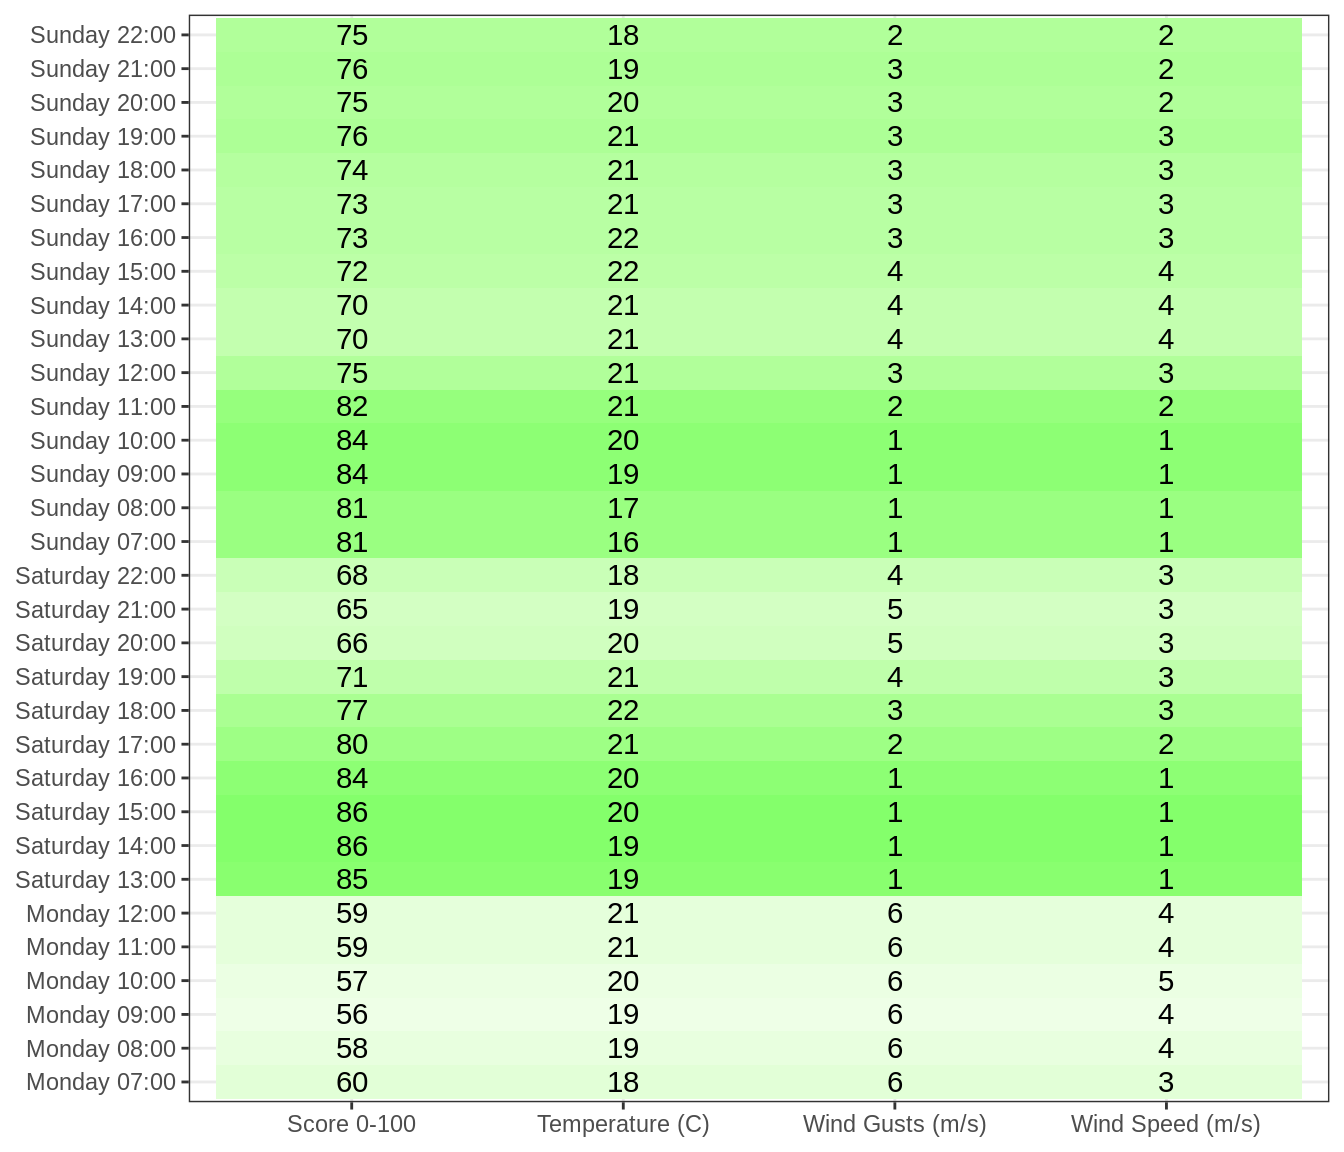 Sunday 22:00 75 18 2 2
Sunday 21:00 76 19 3 2
Sunday 20:00 75 20 3 2
Sunday 19:00 76 21 3 3
Sunday 18:00 74 21 3 3
Sunday 17:00 73 21 3 3
Sunday 16:00 73 22 3 3
Sunday 15:00 72 22 4 4
Sunday 14:00 70 21 4 4
Sunday 13:00 70 21 4 4
Sunday 12:00 75 21 3 3
Sunday 11:00 82 21 2 2
Sunday 10:00 84 20 1 1
Sunday 09:00 84 19 1 1
Sunday 08:00 81 17 1 1
Sunday 07:00 81 16 1 1
Saturday 22:00 68 18 4 3
Saturday 21:00 65 19 5 3
Saturday 20:00 66 20 5 3
Saturday 19:00 71 21 4 3
Saturday 18:00 77 22 3 3
Saturday 17:00 80 21 2 2
Saturday 16:00 84 20 1 1
Saturday 15:00 86 20 1 1
Saturday 14:00 86 19 1 1
Saturday 13:00 85 19 1 1
Monday 12:00 59 21 6 4
Monday 11:00 59 21 6 4
Monday 10:00 57 20 6 5
Monday 09:00 56 19 6 4
Monday 08:00 58 19 6 4
Monday 07:00 60 18 6 3
Score 0-100 Temperature (C) Wind Gusts (m/s) Wind Speed (m/s)